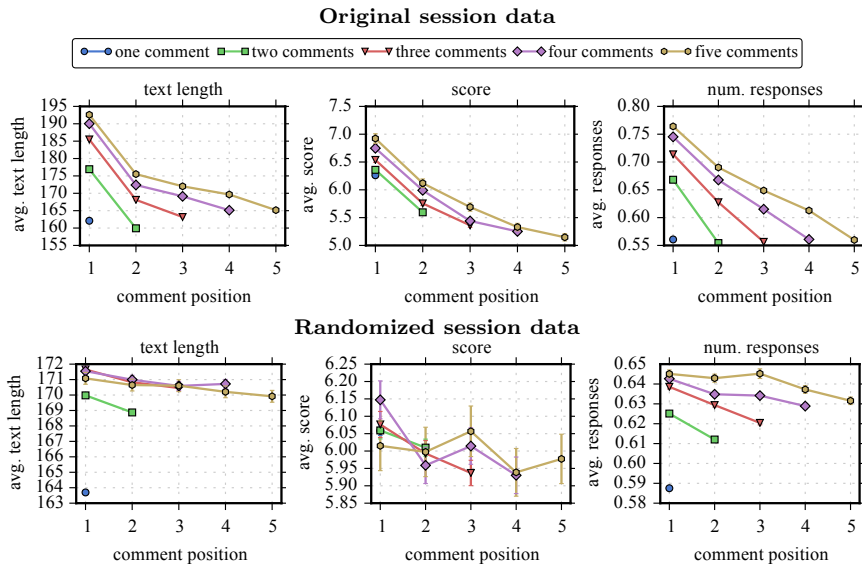 Original session data
one comment two comments three comments four comments five comments
text length score num. responses
195
190
185
180
175
170
165
160
155
avg. text length
1 2 3 4 5
comment position
7.5
7.0
6.5
6.0
5.5
5.0
avg. score
1 2 3 4 5
comment position
0.80
0.75
0.70
0.65
0.60
0.55
avg. responses
1 2 3 4 5
comment position
Randomized session data
text length score num. responses
172
171
170
169
168
167
166
165
164
163
avg. text length
1 2 3 4 5
comment position
6.25
6.20
6.15
6.10
6.05
6.00
5.95
5.90
5.85
avg. score
1 2 3 4 5
comment position
0.65
0.64
0.63
0.62
0.61
0.60
0.59
0.58
avg. responses
1 2 3 4 5
comment position